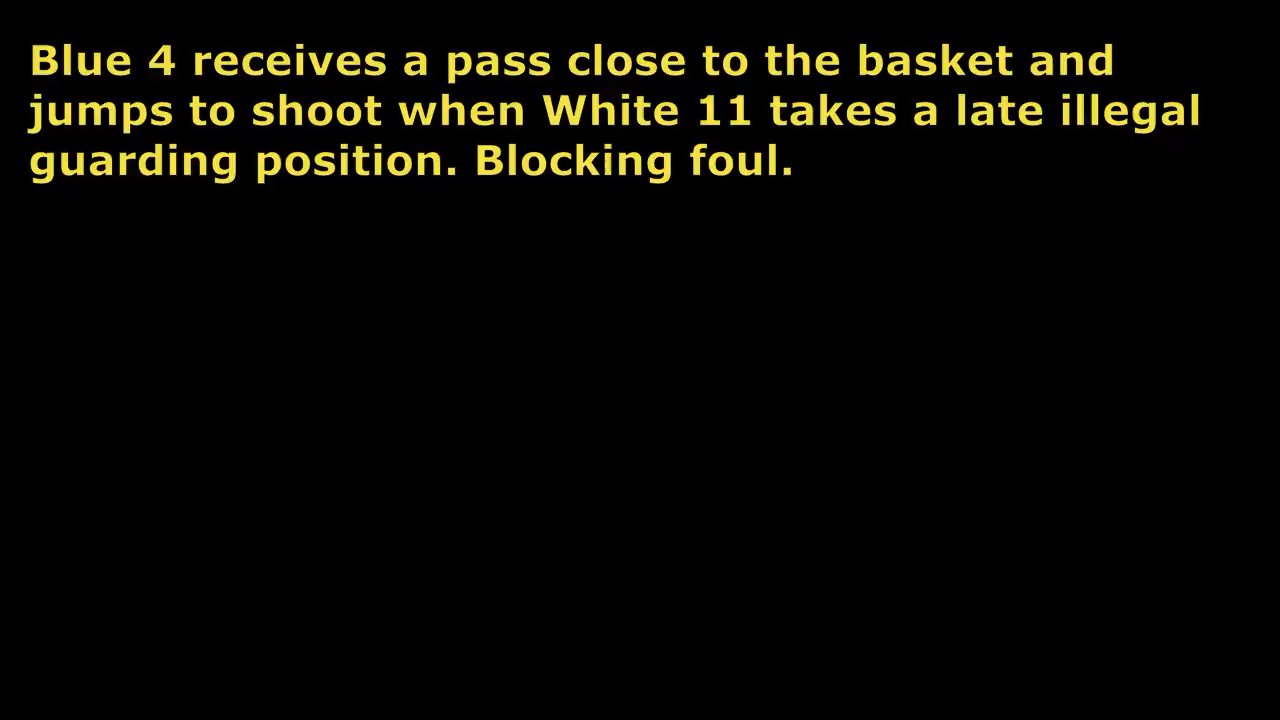 Blue 4 receives a pass close to the basket and
jumps to shoot when White 11 takes a late illegal
guarding position. Blocking foul.